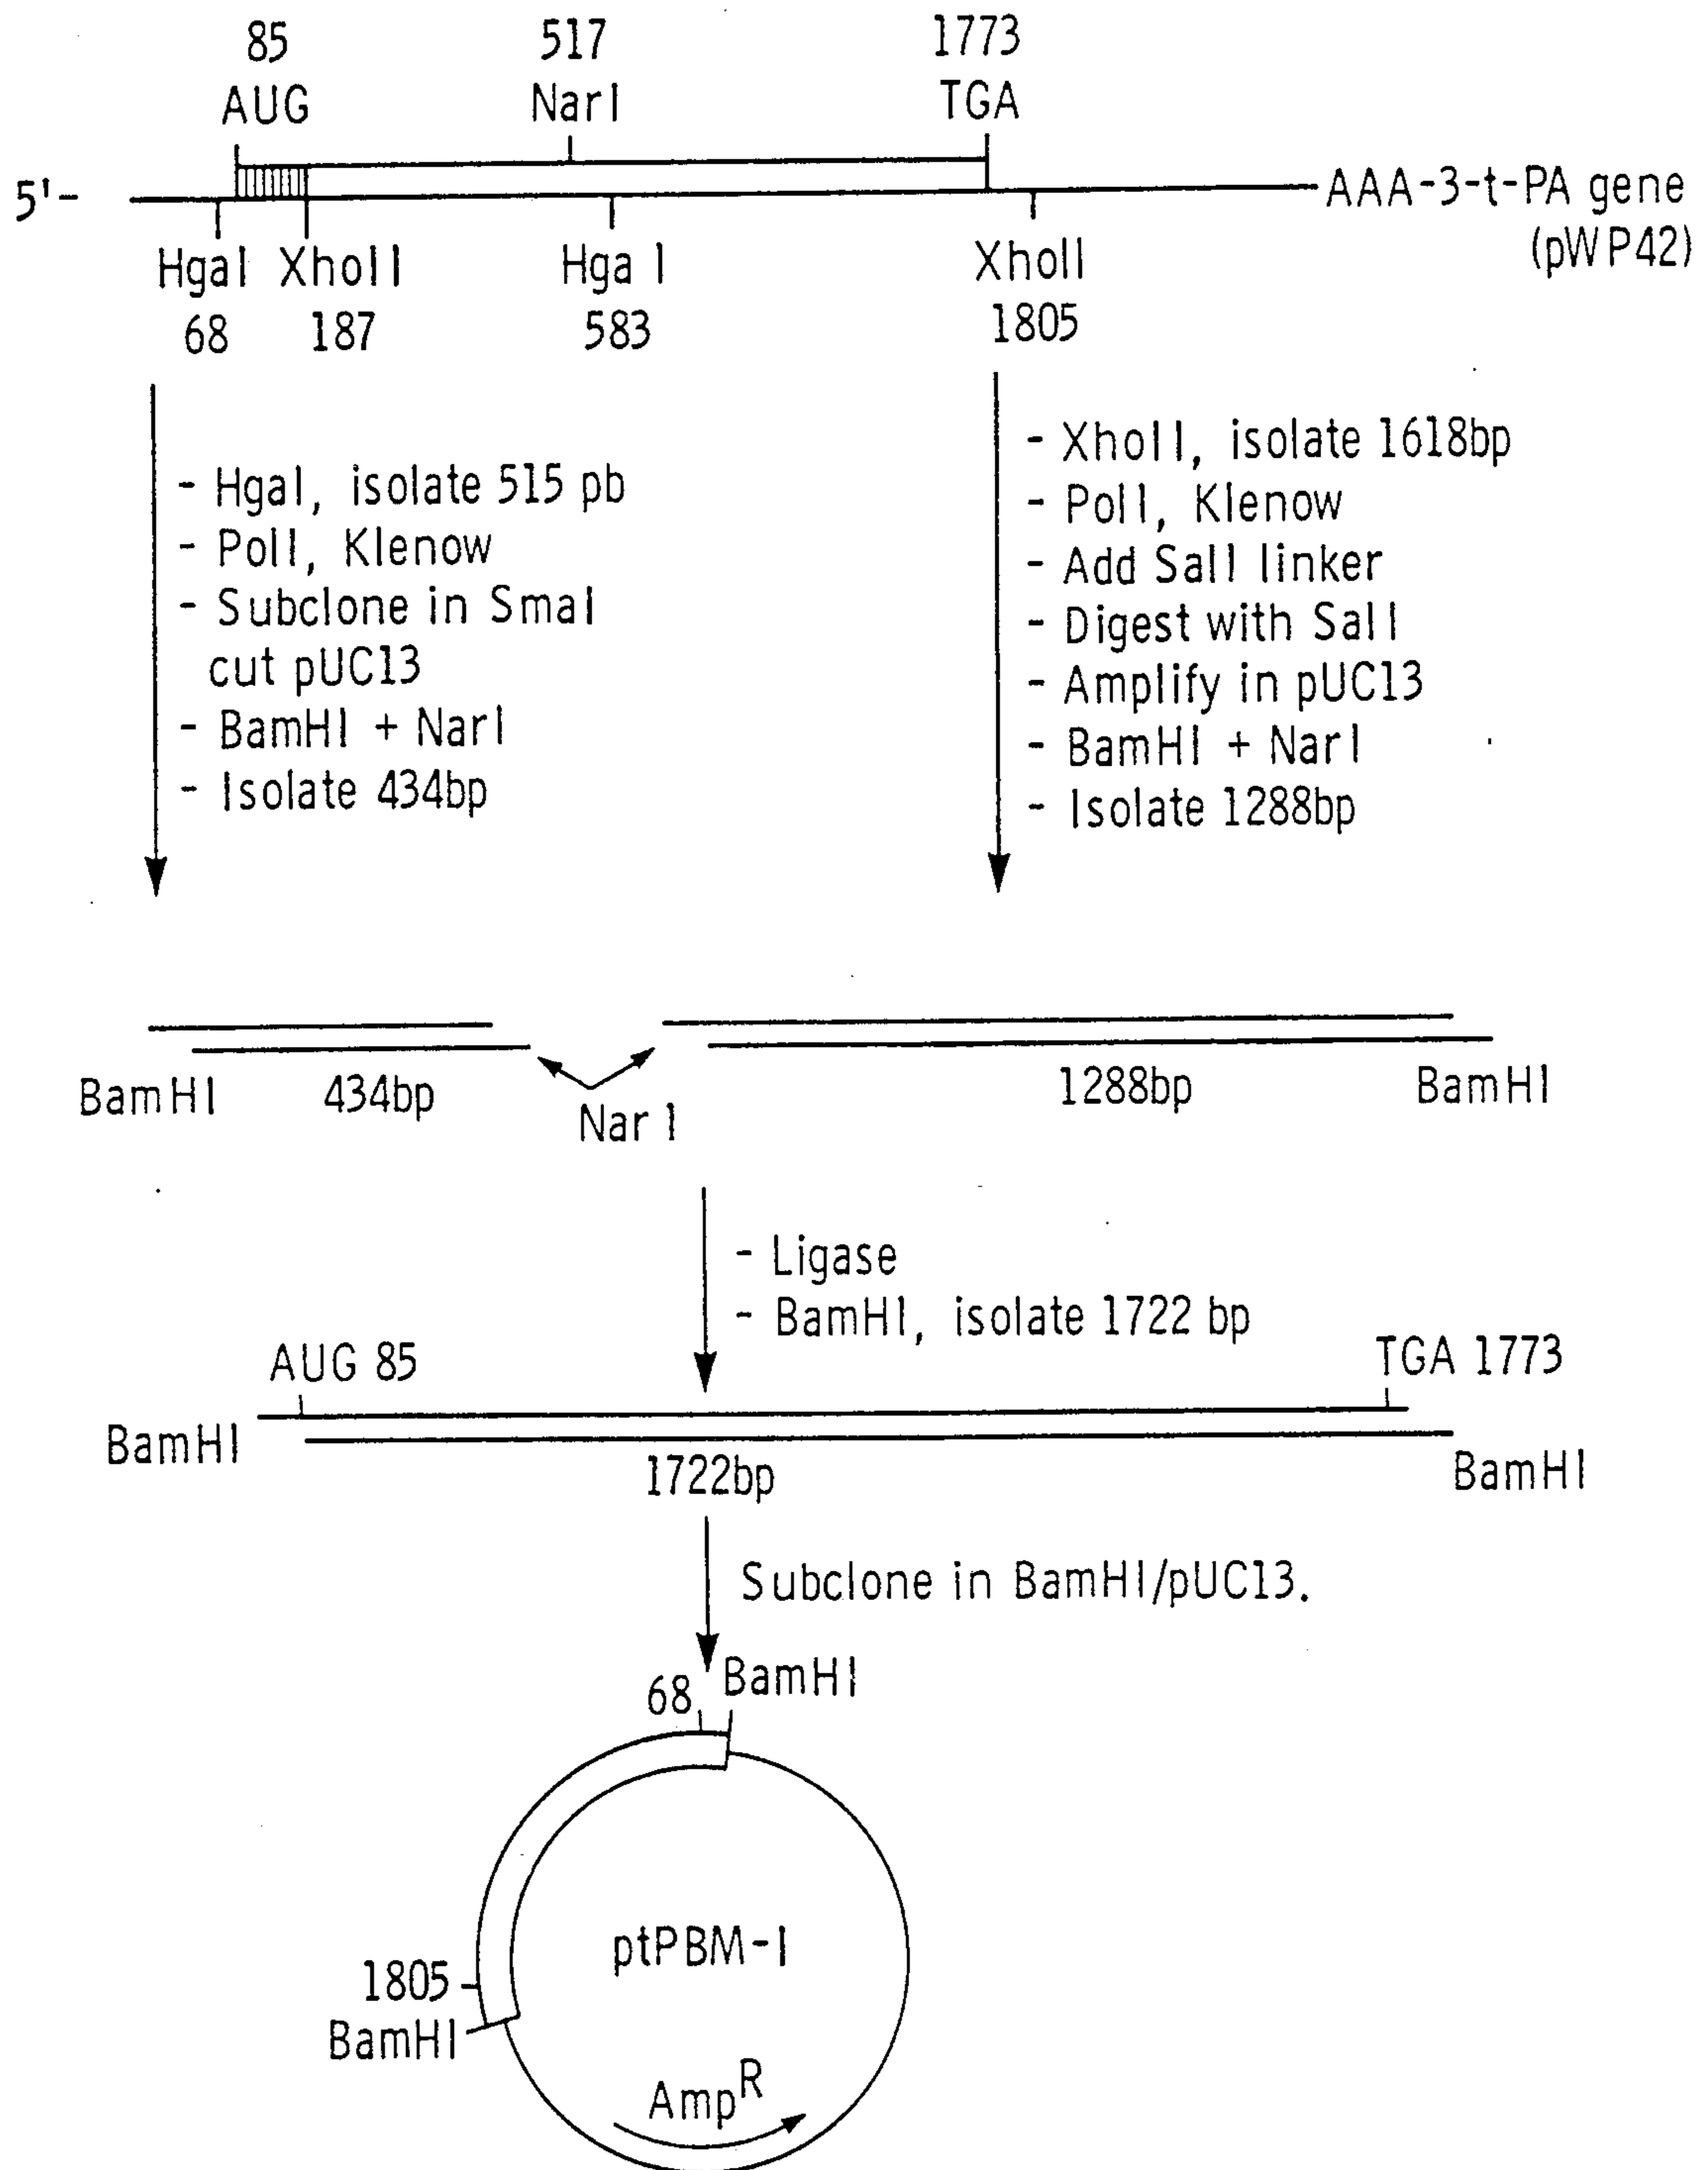 85 517 1773
AUG NarI TGA
5'- AAA-3-t-PA gene
(pWP42)
HgaI XhoII Hga I XhoII
68 187 583 1805
- HgaI, isolate 515 pb
- PolI, Klenow
- Subclone in SmaI
cut pUC13
- BamHI + NarI
- Isolate 434bp
- XhoII, isolate 1618bp
- PolI, Klenow
- Add SalI linker
- Digest with SalI
- Amplify in pUC13
- BamHI + NarI
- Isolate 1288bp
BamHI 434bp Nar I 1288bp BamHI
- Ligase
- BamHI, isolate 1722 bp
AUG 85 TGA 1773
BamHI 1722bp BamHI
Subclone in BamHI/pUC13.
68 BamHI
ptPBM-I
1805
BamHI
Amp^R